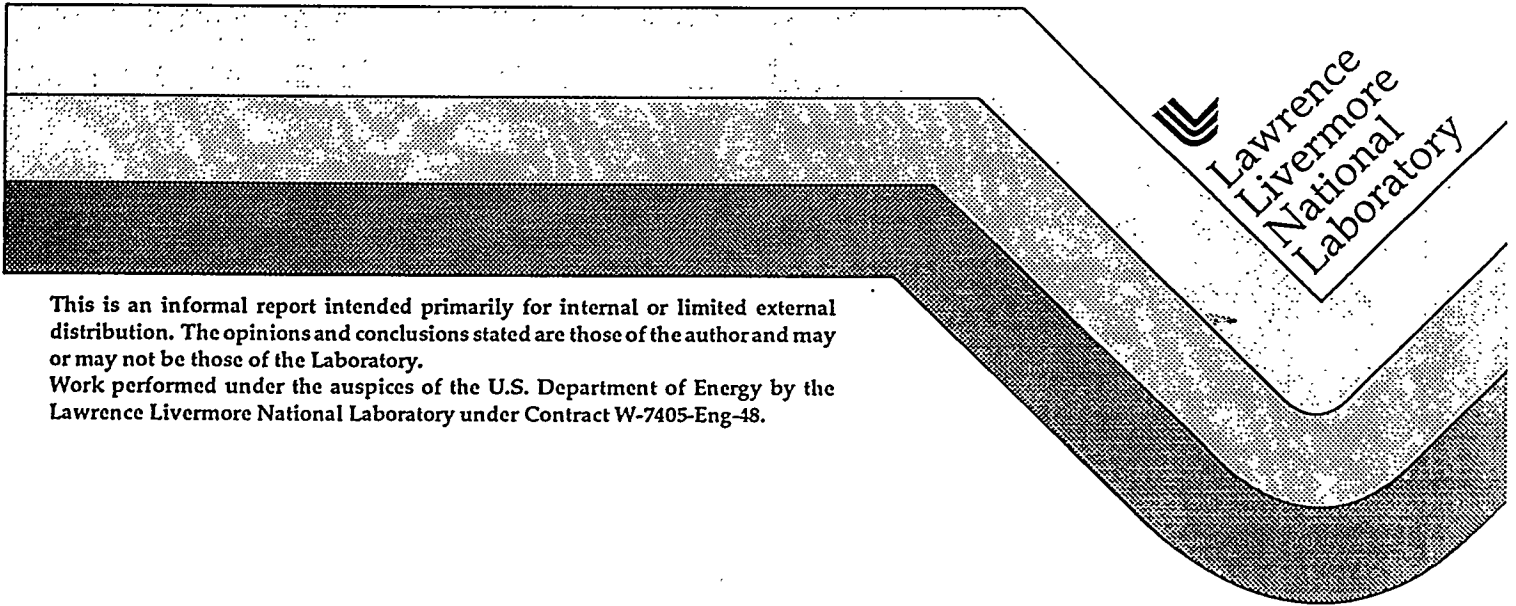 Lawrence
Livermore
National
Laboratory
This is an informal report intended primarily for internal or limited external
distribution. The opinions and conclusions stated are those of the author and may
or may not be those of the Laboratory.
Work performed under the auspices of the U.S. Department of Energy by the
Lawrence Livermore National Laboratory under Contract W-7405-Eng-48.